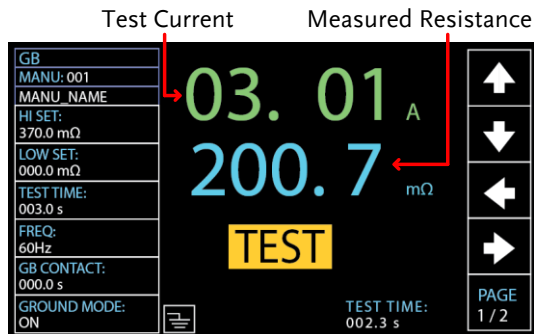 Test Current
Measured Resistance
GB
MANU: 001
MANU_NAME
HI SET:
370.0 mΩ
LOW SET:
000.0 mΩ
TEST TIME:
003.0 s
FREQ:
60Hz
GB CONTACT:
000.0 s
GROUND MODE:
ON
03. 01 A
200. 7 mΩ
TEST
TEST TIME:
002.3 s
PAGE
1 / 2